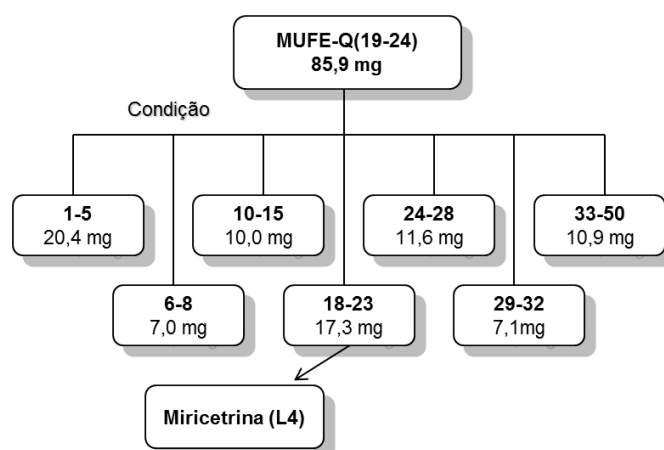 MUFE-Q(19-24)
85,9 mg
Condição
1-5
20,4 mg
10-15
10,0 mg
24-28
11,6 mg
33-50
10,9 mg
6-8
7,0 mg
18-23
17,3 mg
29-32
7,1mg
Miricetrina (L4)